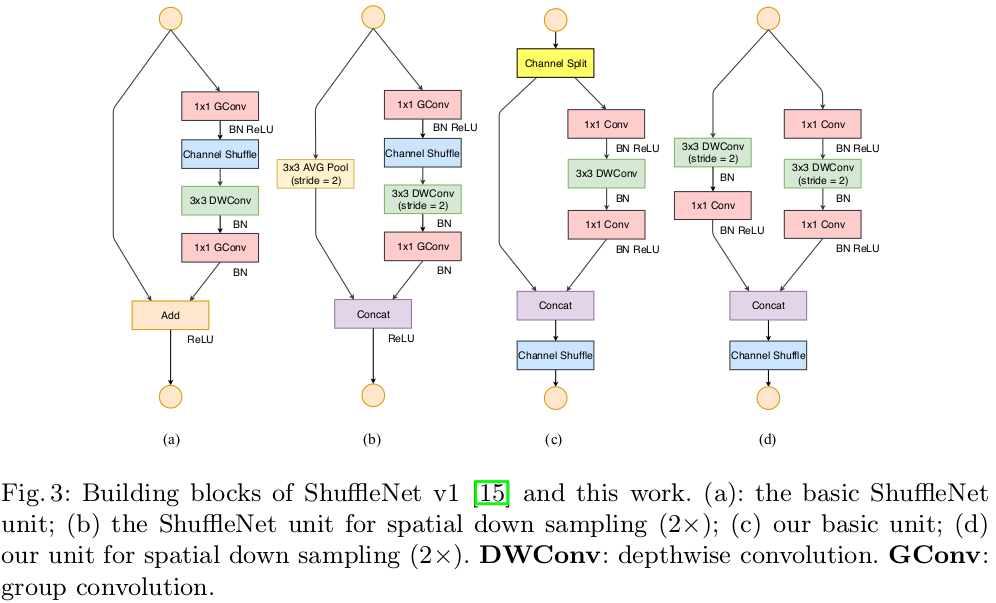 1x1 GConv
BN ReLU
Channel Shuffle
3x3 DWConv
BN
1x1 GConv
BN
Add
ReLU
(a)
1x1 GConv
BN ReLU
Channel Shuffle
3x3 AVG Pool
(stride = 2)
3x3 DWConv
(stride = 2)
BN
1x1 GConv
BN
Concat
ReLU
(b)
Channel Split
1x1 Conv
BN ReLU
3x3 DWConv
BN
1x1 Conv
BN ReLU
Concat
Channel Shuffle
(c)
3x3 DWConv
(stride = 2)
BN
1x1 Conv
BN ReLU
1x1 Conv
BN ReLU
3x3 DWConv
(stride = 2)
BN
1x1 Conv
BN ReLU
Concat
Channel Shuffle
(d)
Fig. 3: Building blocks of ShuffleNet v1 [15] and this work. (a): the basic ShuffleNet
unit; (b) the ShuffleNet unit for spatial down sampling (2×); (c) our basic unit; (d)
our unit for spatial down sampling (2×). DWConv: depthwise convolution. GConv:
group convolution.